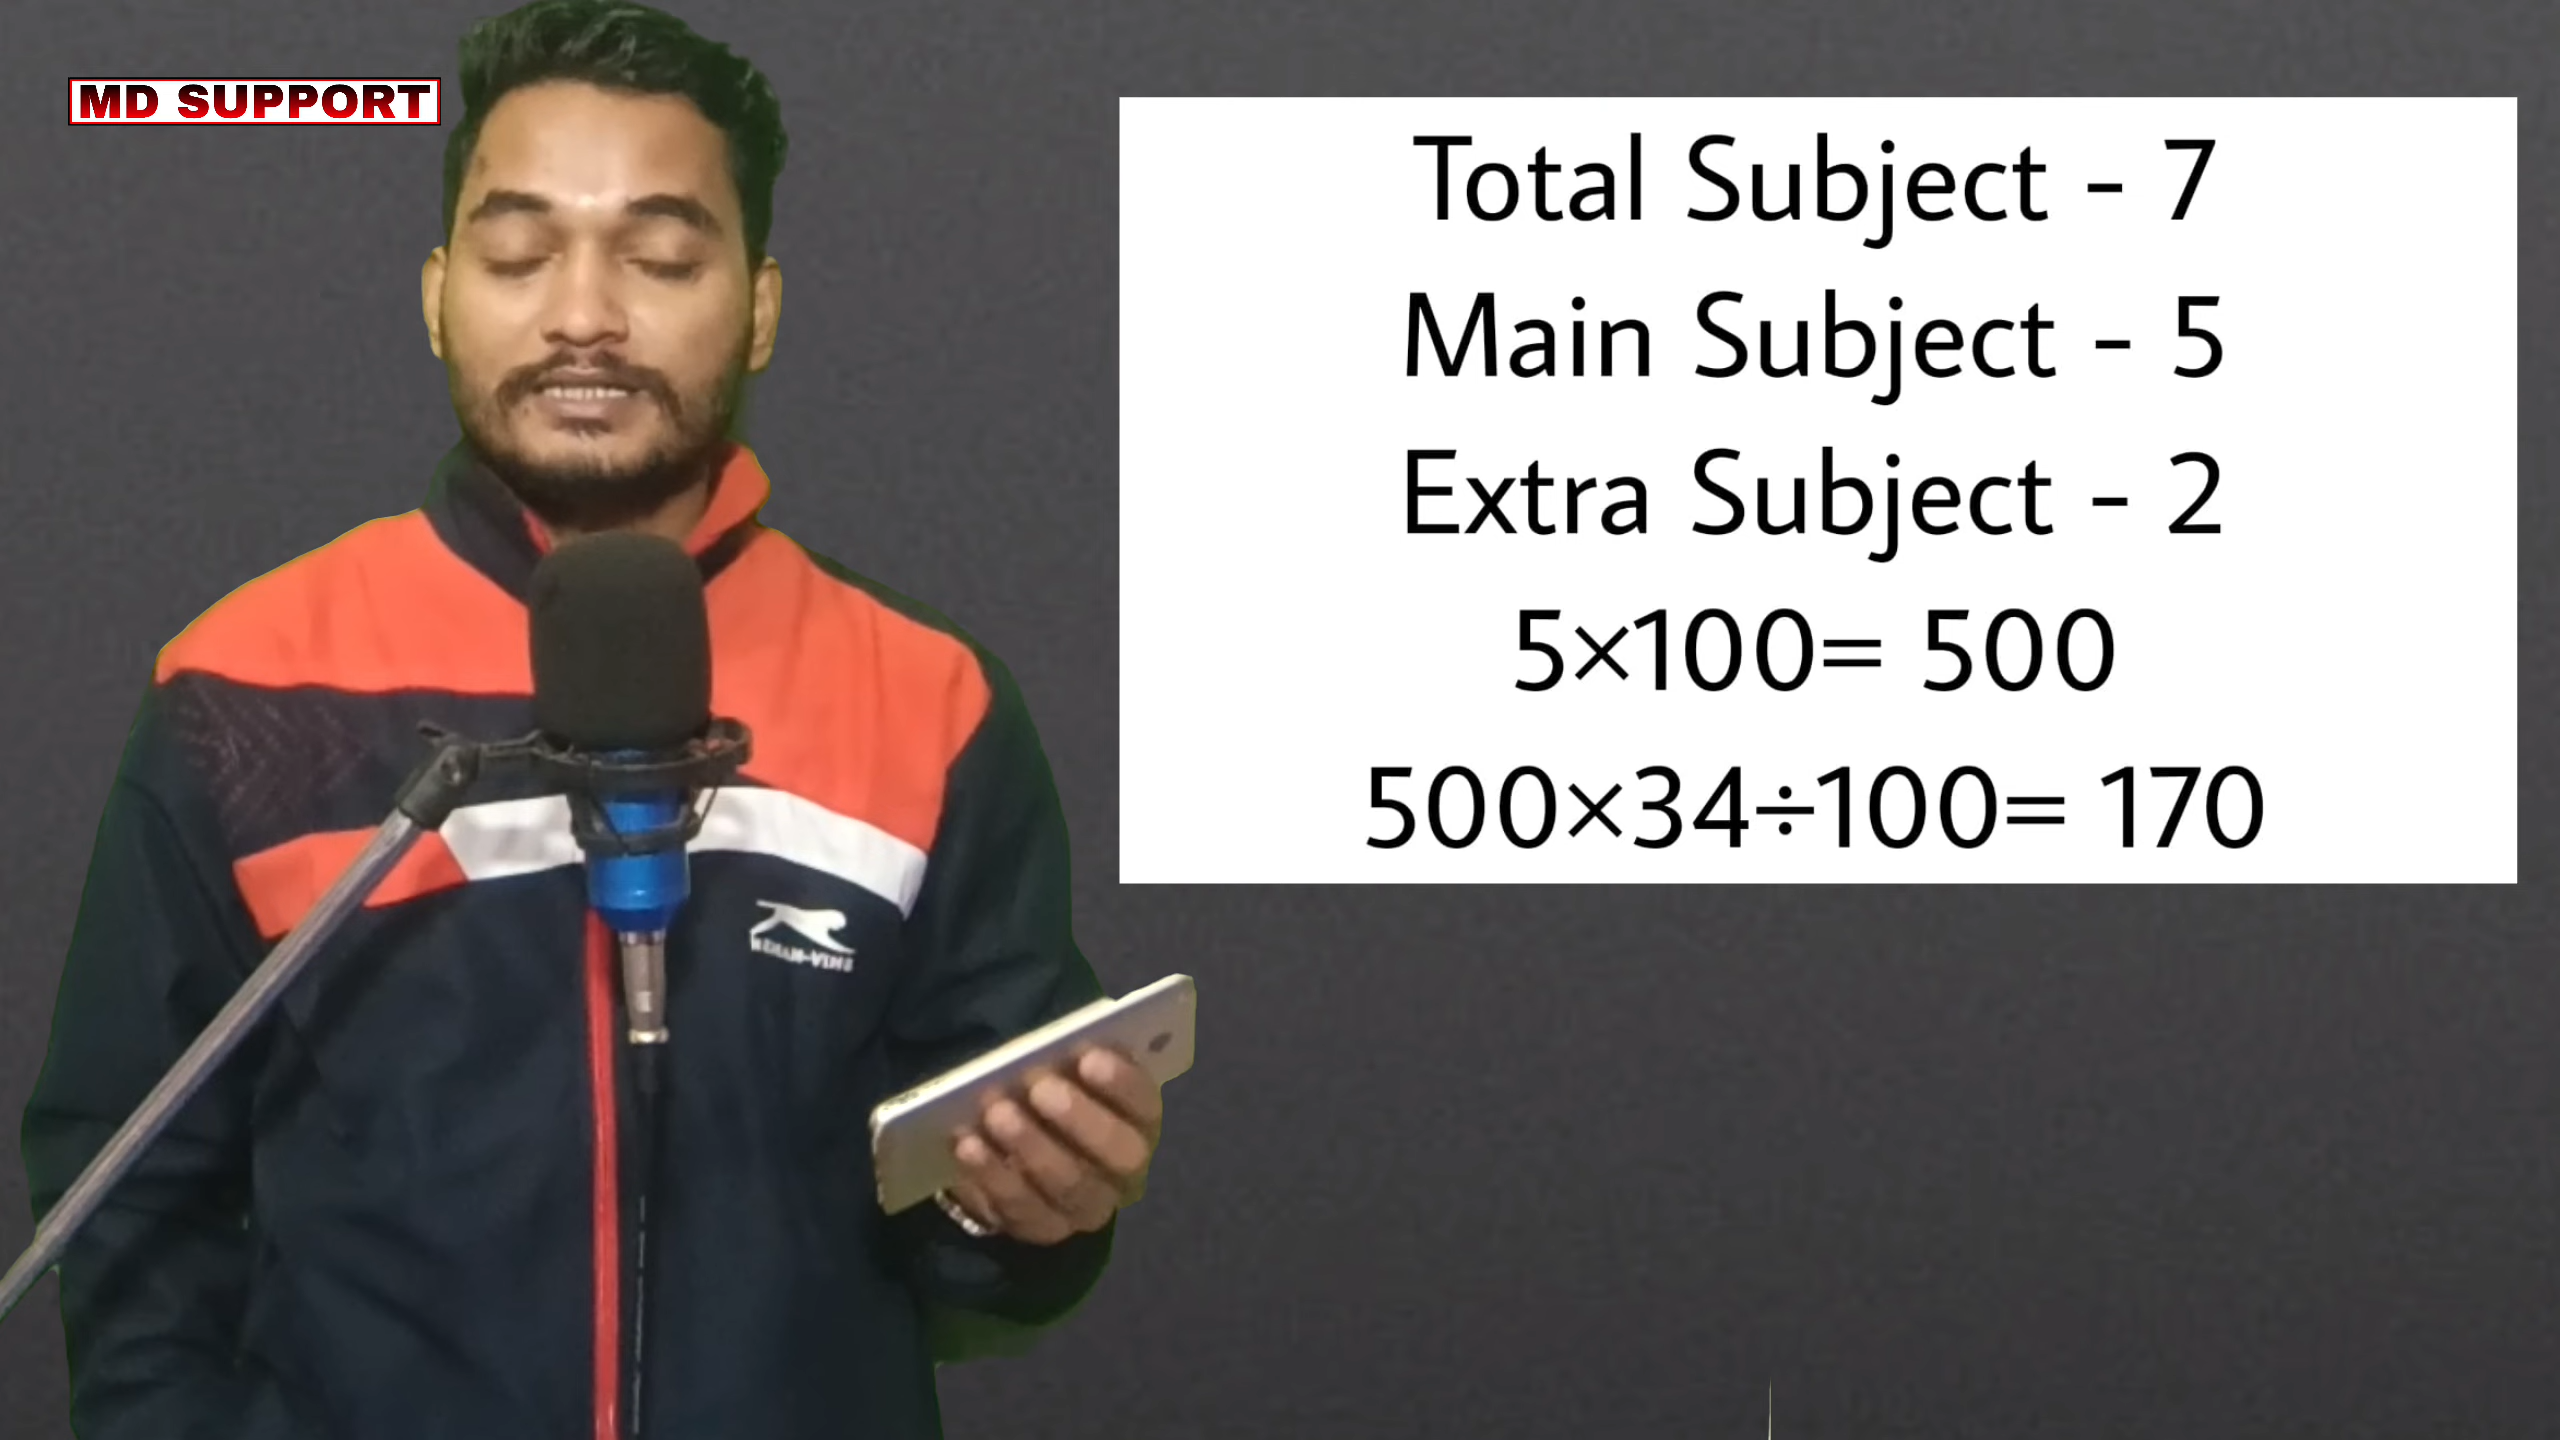 MD SUPPORT
Total Subject - 7
Main Subject - 5
Extra Subject - 2
5×100= 500
500×34÷100= 170